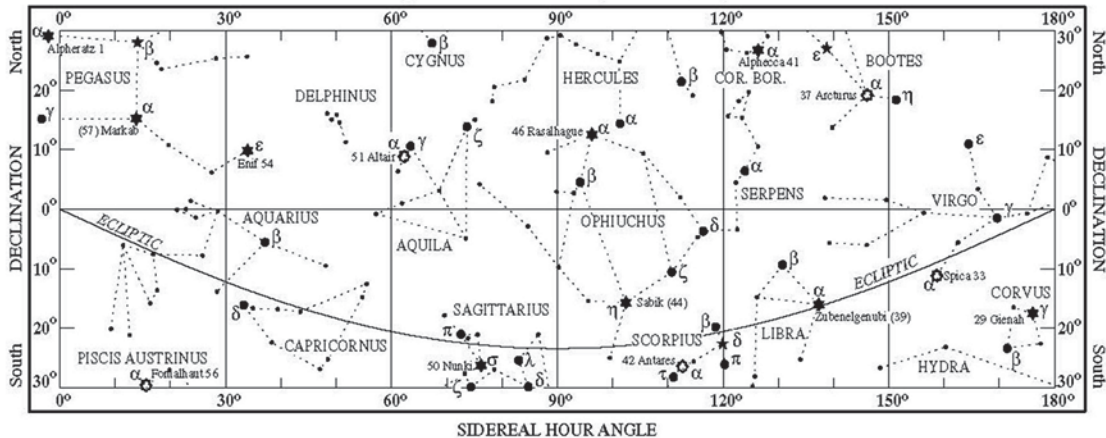 0° 30° 60° 90° 120° 150° 180°
30° 30°
North North
α Alpheratz 1 β β β α Alphecca 41 ε BOOTES
PEGASUS CYGNUS HERCULES COR. BOR.
20° 20°
DELPHINUS 37 Arcturus α η
γ α ζ 46 Rasalhague α α
(57) Markab
10° 10°
ε Enif 54 α γ 51 Altair β α ε
SERPENS
DECLINATION DECLINATION
0° 0°
ECLIPTIC AQUARIUS AQUILA OPHIUCHUS VIRGO γ
β δ
10° 10°
ζ β ECLIPTIC α Spica 33
δ SAGITTARIUS η Sabik (44) α CORVUS
Zubenelgenubi (39) 29 Gienah γ
20° 20°
π β SCORPIUS δ LIBRA β
CAPRICORNUS
PISCIS AUSTRINUS 50 Nunki σ λ 42 Antares α π HYDRA
α Fomalhaut 56 ζ δ τ
South South
30° 30°
0° 30° 60° 90° 120° 150° 180°
SIDEREAL HOUR ANGLE